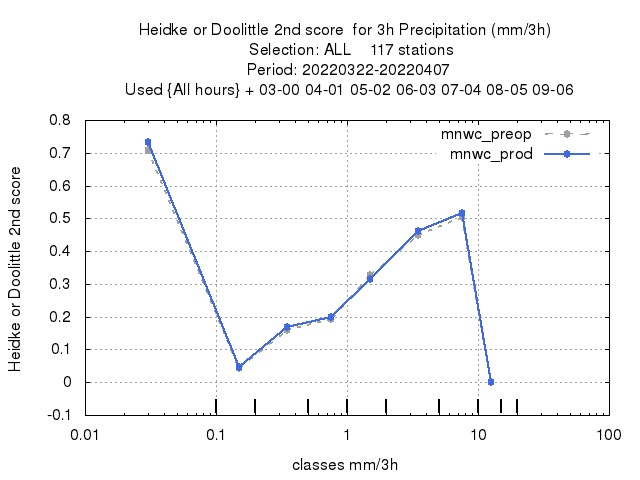 Heidke or Doolittle 2nd score  for 3h Precipitation (mm/3h)
Selection: ALL    117 stations
Period: 20220322-20220407
Used {All hours} + 03-00 04-01 05-02 06-03 07-04 08-05 09-06
mnwc_preop
mnwc_prod
Heidke or Doolittle 2nd score
0.8
0.7
0.6
0.5
0.4
0.3
0.2
0.1
0
-0.1
0.01 0.1 1 10 100
classes mm/3h